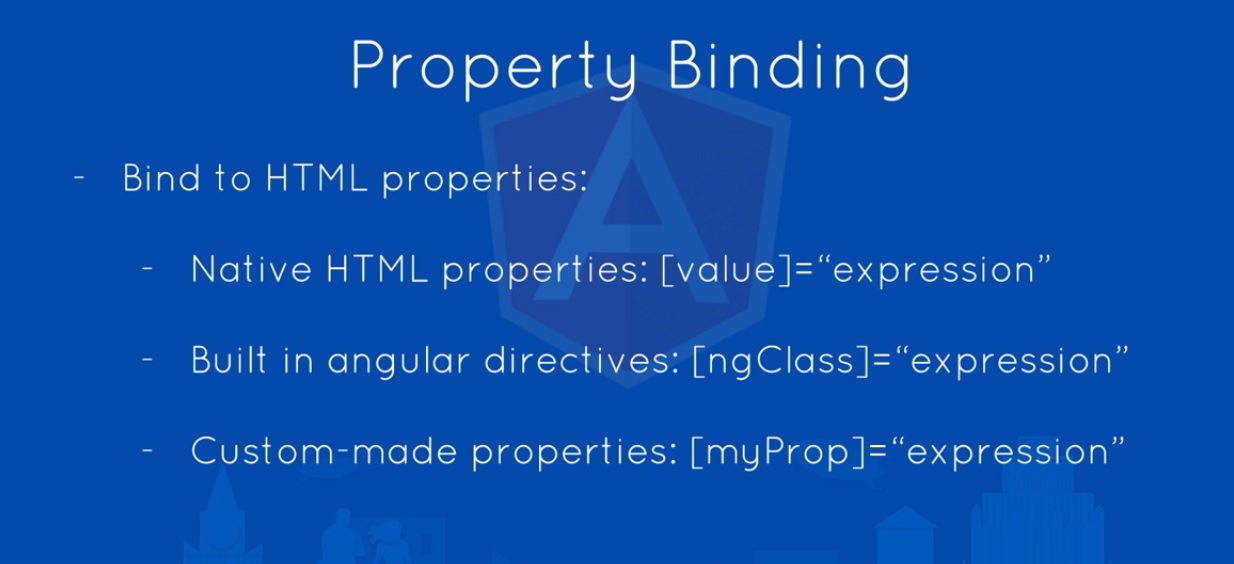 Property Binding
- Bind to HTML properties:
- Native HTML properties: [value]=“expression”
- Built in angular directives: [ngClass]=“expression”
- Custom-made properties: [myProp]=“expression”